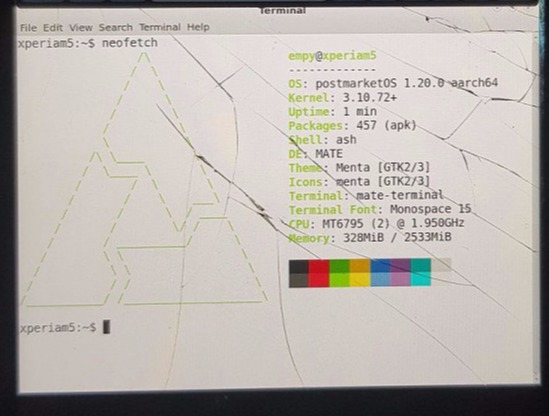 Terminal
File Edit View Search Terminal Help
xperiam5:~$ neofetch
empy@xperiam5
-------------
OS: postmarketOS 1.20.0 aarch64
Kernel: 3.10.72+
Uptime: 1 min
Packages: 457 (apk)
Shell: ash
DE: MATE
Theme: Menta [GTK2/3]
Icons: menta [GTK2/3]
Terminal: mate-terminal
Terminal Font: Monospace 15
CPU: MT6795 (2) @ 1.950GHz
Memory: 328MiB / 2533MiB
xperiam5:~$